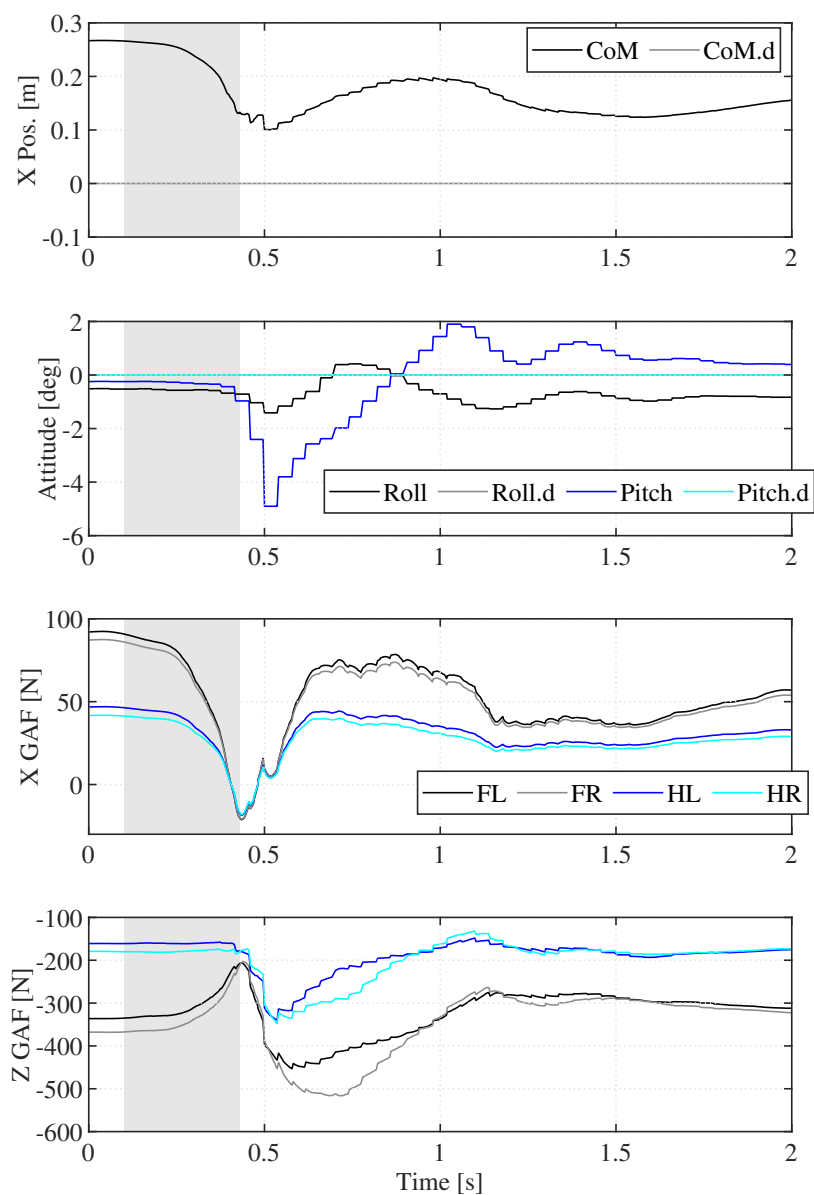 0.3
0.2
0.1
0
-0.1
X Pos. [m]
CoM CoM.d
0 0.5 1 1.5 2
2
0
-2
-4
-6
Attitude [deg]
Roll Roll.d Pitch Pitch.d
0 0.5 1 1.5 2
100
50
0
X GAF [N]
FL FR HL HR
0 0.5 1 1.5 2
-100
-200
-300
-400
-500
-600
Z GAF [N]
0 0.5 1 1.5 2
Time [s]